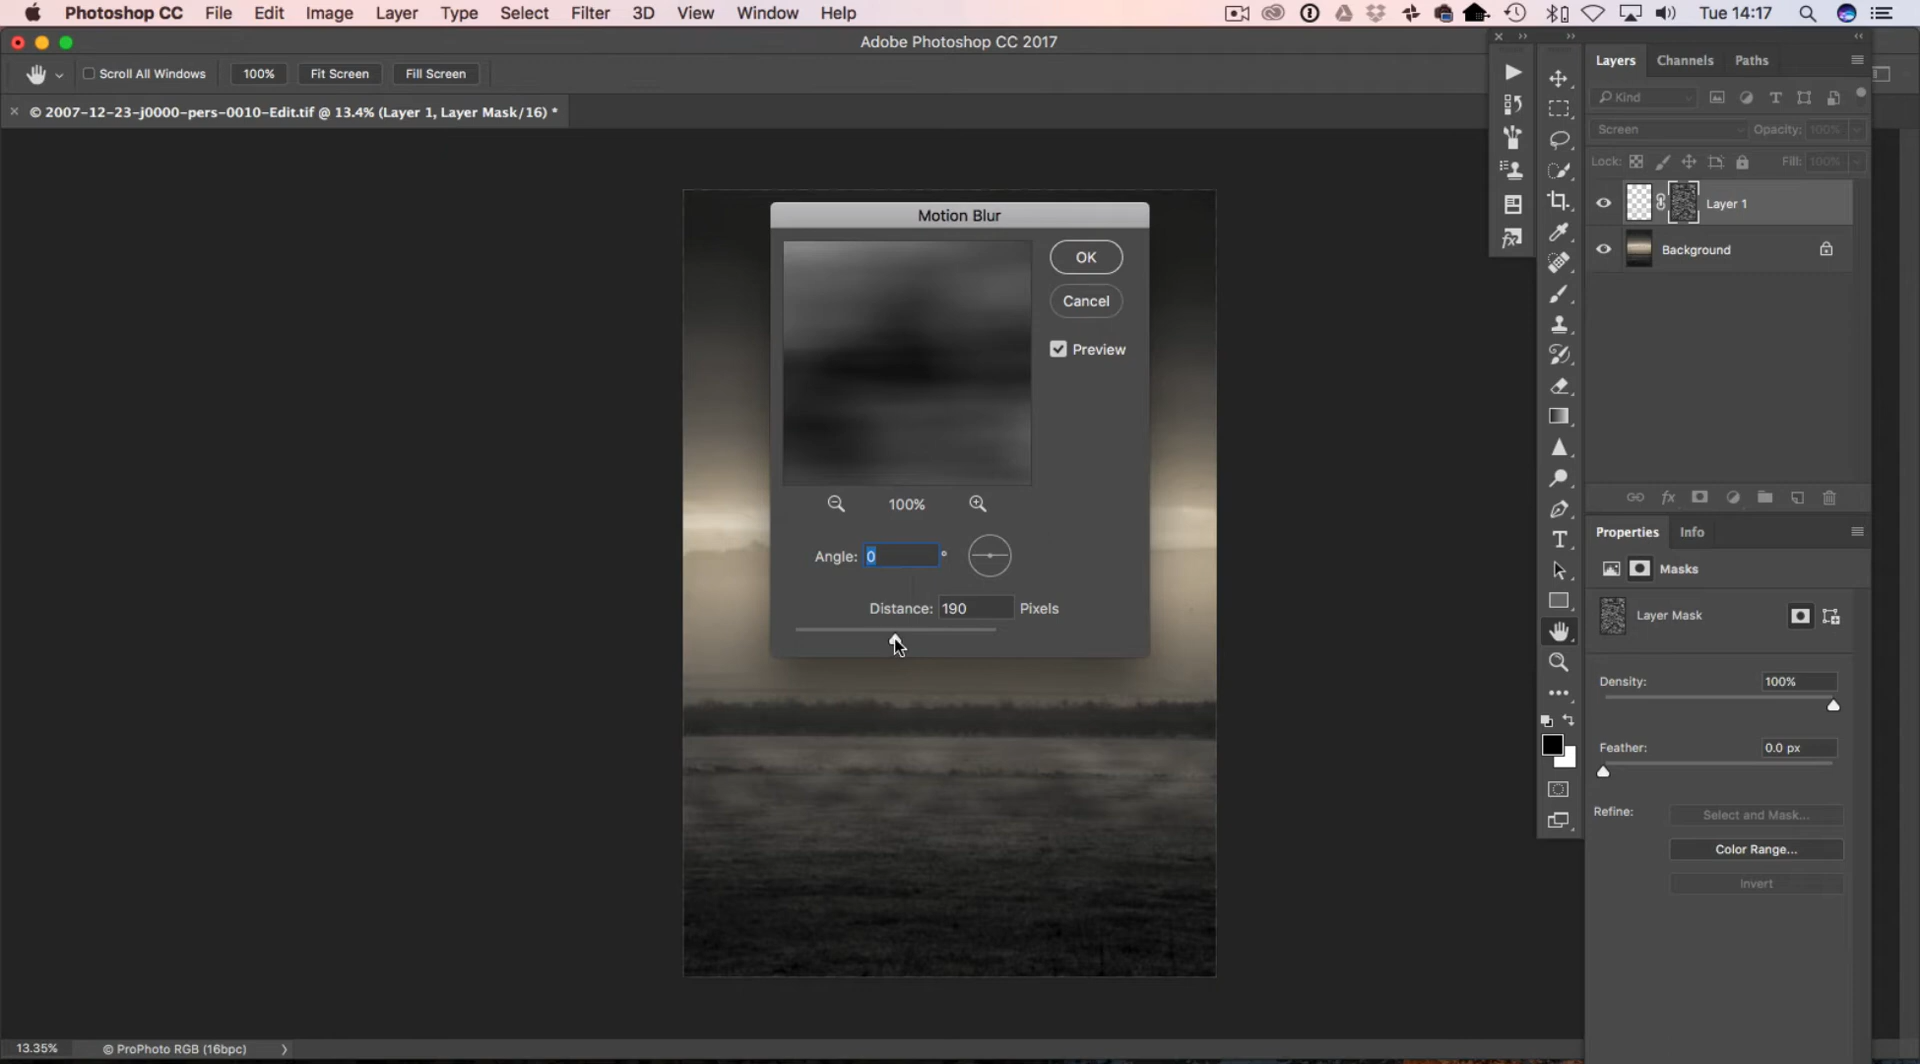 Photoshop CC File Edit Image Layer Type Select Filter 3D View Window Help Tue 14:17
Adobe Photoshop CC 2017
Scroll All Windows 100% Fit Screen Fill Screen
© 2007-12-23-j0000-pers-0010-Edit.tif @ 13.4% (Layer 1, Layer Mask/16) *
Layers Channels Paths
Kind
Screen Opacity: 100%
Lock: Fill: 100%
Layer 1
Background
fx
Motion Blur
OK
Cancel
Preview
100%
Angle: 0 °
Distance: 190 Pixels
fx
Properties Info
Masks
Layer Mask
Density: 100%
Feather: 0.0 px
Refine: Select and Mask...
Color Range...
Invert
13.35% © ProPhoto RGB (16bpc)